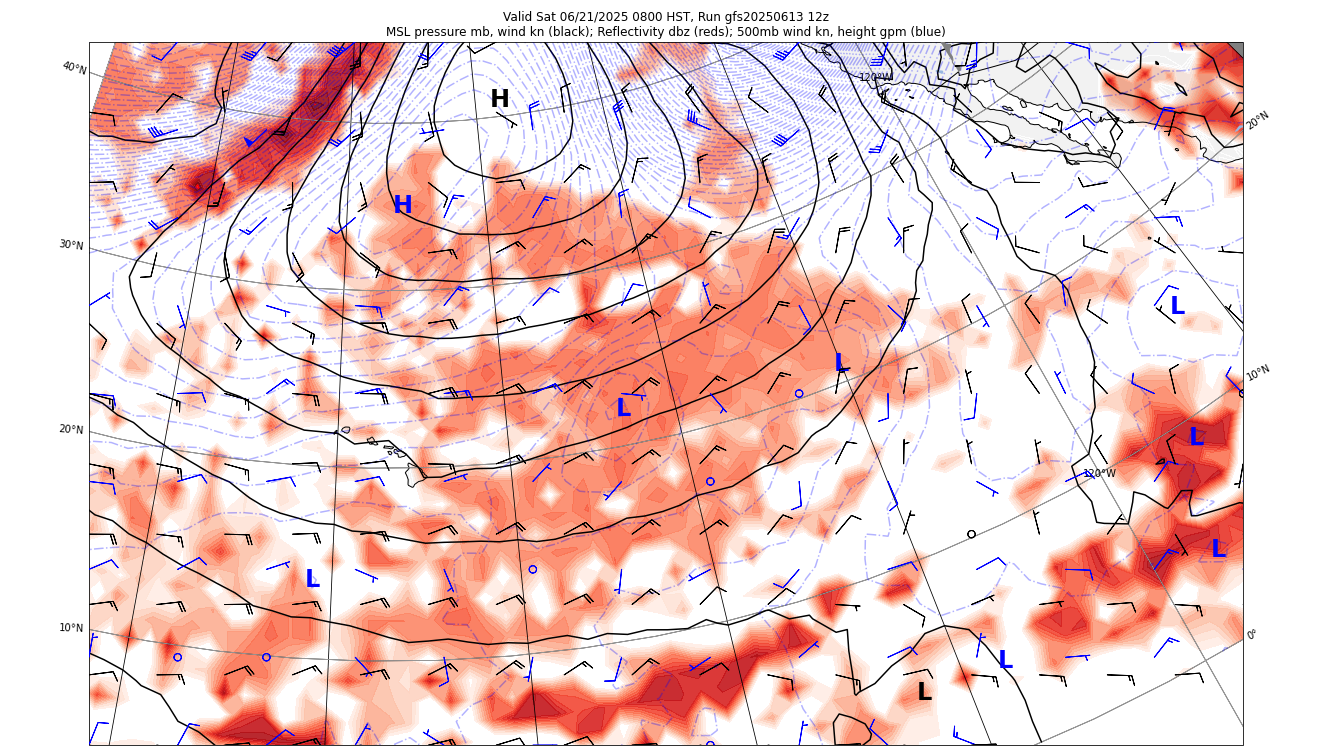 Valid Sat 06/21/2025 0800 HST, Run gfs20250613 12z
MSL pressure mb, wind kn (black); Reflectivity dbz (reds); 500mb wind kn, height gpm (blue)
40°N
120°W
20°N
H
H
30°N
L
L
10°N
L
20°N
L
120°W
L
L
10°N
0°
L
L